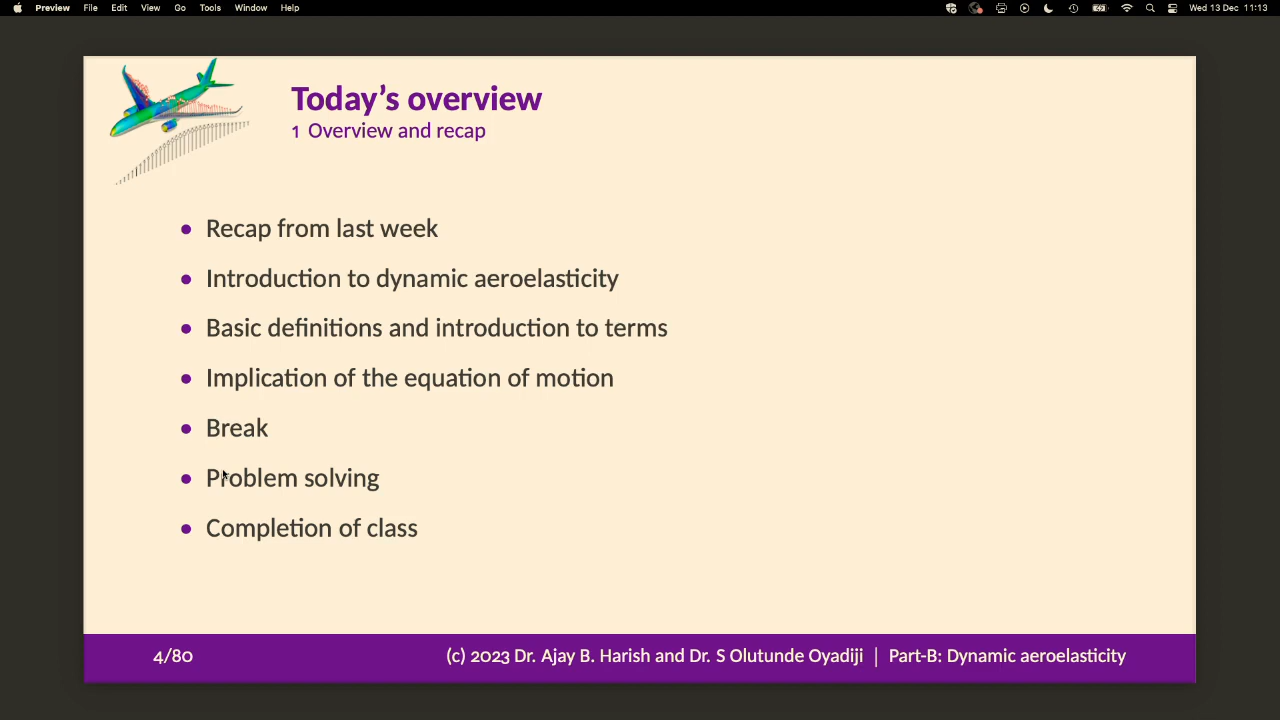 Preview File Edit View Go Tools Window Help Wed 13 Dec 11:13
Today’s overview
1 Overview and recap
• Recap from last week
• Introduction to dynamic aeroelasticity
• Basic definitions and introduction to terms
• Implication of the equation of motion
• Break
• Problem solving
• Completion of class
4/80 (c) 2023 Dr. Ajay B. Harish and Dr. S Olutunde Oyadiji | Part-B: Dynamic aeroelasticity